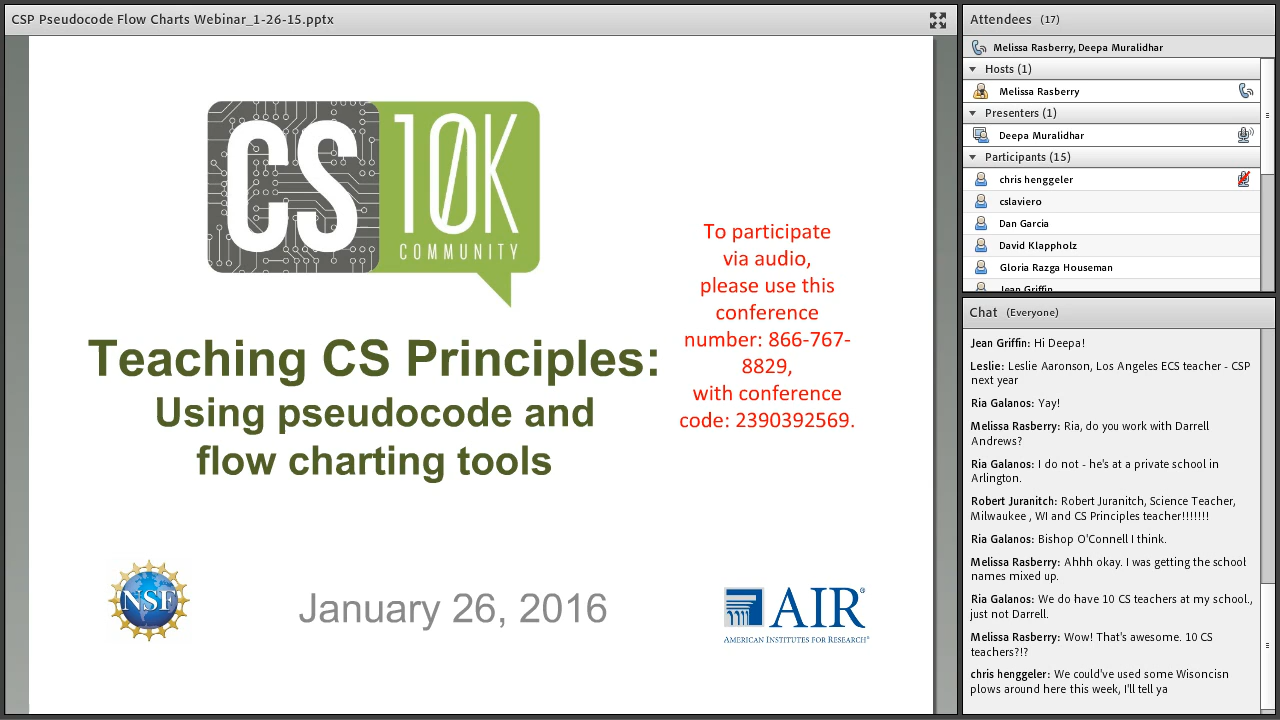 CSP Pseudocode Flow Charts Webinar_1-26-15.pptx
CS
10K
COMMUNITY
To participate
via audio,
please use this
conference
number: 866-767-
8829,
with conference
code: 2390392569.
Teaching CS Principles:
Using pseudocode and
flow charting tools
NSF
January 26, 2016
AIR®
AMERICAN INSTITUTES FOR RESEARCH®
Attendees (17)
Melissa Rasberry, Deepa Muralidhar
Hosts (1)
Melissa Rasberry
Presenters (1)
Deepa Muralidhar
Participants (15)
chris henggeler
cslaviero
Dan Garcia
David Klappholz
Gloria Razga Houseman
Jean Griffin
Chat (Everyone)
Jean Griffin: Hi Deepa!
Leslie: Leslie Aaronson, Los Angeles ECS teacher - CSP
next year
Ria Galanos: Yay!
Melissa Rasberry: Ria, do you work with Darrell
Andrews?
Ria Galanos: I do not - he's at a private school in
Arlington.
Robert Juranitch: Robert Juranitch, Science Teacher,
Milwaukee , WI and CS Principles teacher!!!!!!!
Ria Galanos: Bishop O'Connell I think.
Melissa Rasberry: Ahhh okay. I was getting the school
names mixed up.
Ria Galanos: We do have 10 CS teachers at my school.,
just not Darrell.
Melissa Rasberry: Wow! That's awesome. 10 CS
teachers?!?
chris henggeler: We could've used some Wisoncisn
plows around here this week, I'll tell ya